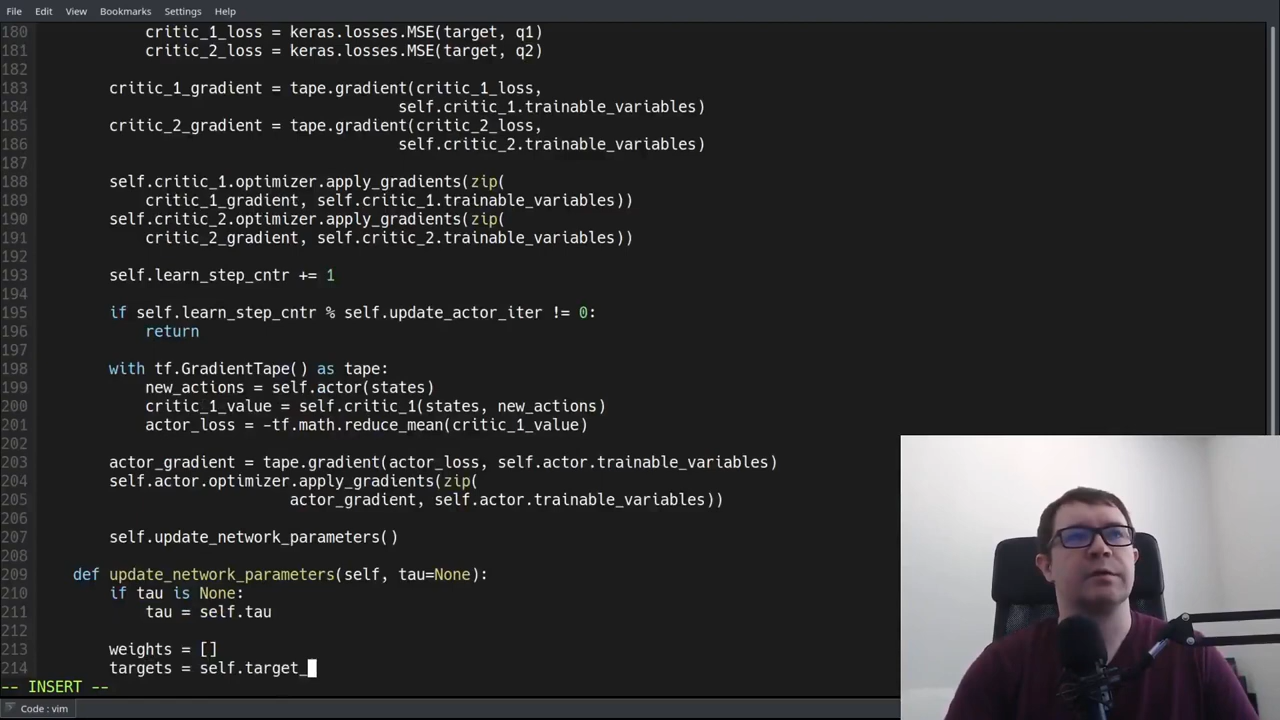 File Edit View Bookmarks Settings Help
180 critic_1_loss = keras.losses.MSE(target, q1)
181 critic_2_loss = keras.losses.MSE(target, q2)
182
183 critic_1_gradient = tape.gradient(critic_1_loss,
184 self.critic_1.trainable_variables)
185 critic_2_gradient = tape.gradient(critic_2_loss,
186 self.critic_2.trainable_variables)
187
188 self.critic_1.optimizer.apply_gradients(zip(
189 critic_1_gradient, self.critic_1.trainable_variables))
190 self.critic_2.optimizer.apply_gradients(zip(
191 critic_2_gradient, self.critic_2.trainable_variables))
192
193 self.learn_step_cntr += 1
194
195 if self.learn_step_cntr % self.update_actor_iter != 0:
196 return
197
198 with tf.GradientTape() as tape:
199 new_actions = self.actor(states)
200 critic_1_value = self.critic_1(states, new_actions)
201 actor_loss = -tf.math.reduce_mean(critic_1_value)
202
203 actor_gradient = tape.gradient(actor_loss, self.actor.trainable_variables)
204 self.actor.optimizer.apply_gradients(zip(
205 actor_gradient, self.actor.trainable_variables))
206
207 self.update_network_parameters()
208
209 def update_network_parameters(self, tau=None):
210 if tau is None:
211 tau = self.tau
212
213 weights = []
214 targets = self.target_
-- INSERT --
Code : vim